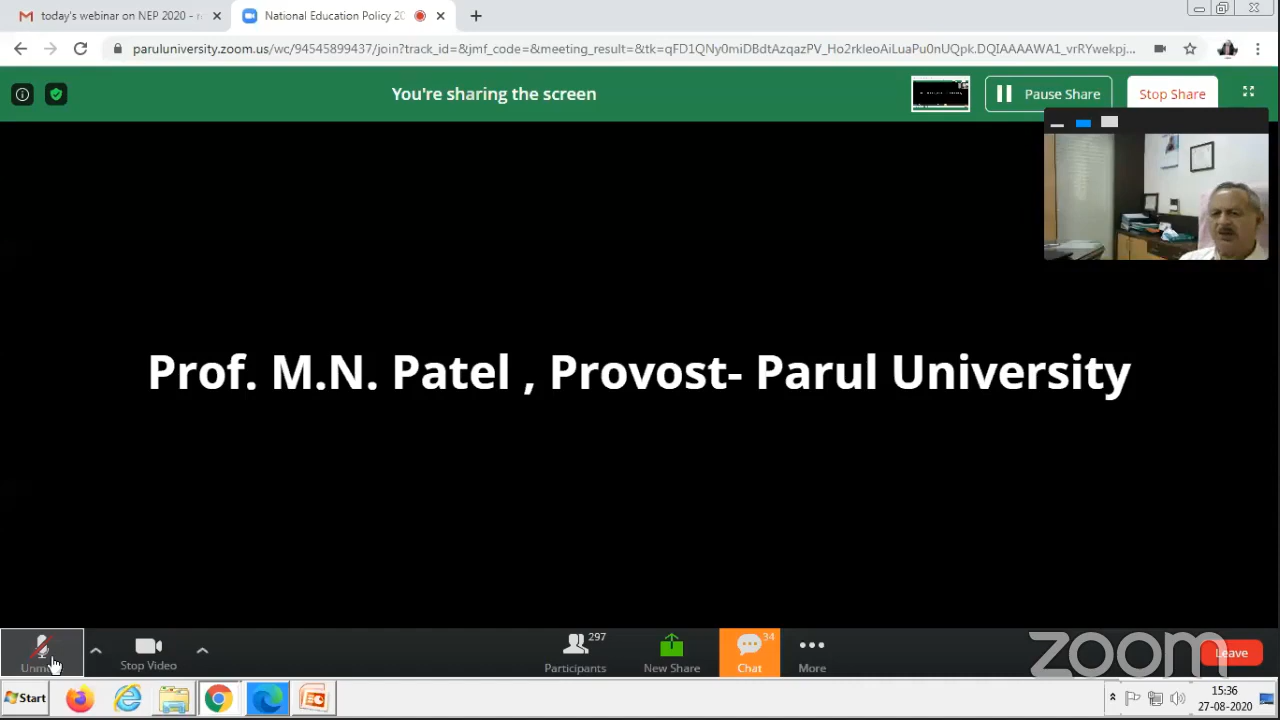 today's webinar on NEP 2020 - r
National Education Policy 20
paruluniversity.zoom.us/wc/94545899437/join?track_id=&jmf_code=&meeting_result=&tk=qFD1QNy0miDBdtAzqazPV_Ho2rkleoAiLuaPu0nUQpk.DQIAAAAWA1_vrRYwekpj...
You're sharing the screen
Pause Share
Stop Share
Prof. M.N. Patel , Provost- Parul University
Stop Video
297
Participants
New Share
34
Chat
More
zoom
Leave
Start
15:36
27-08-2020